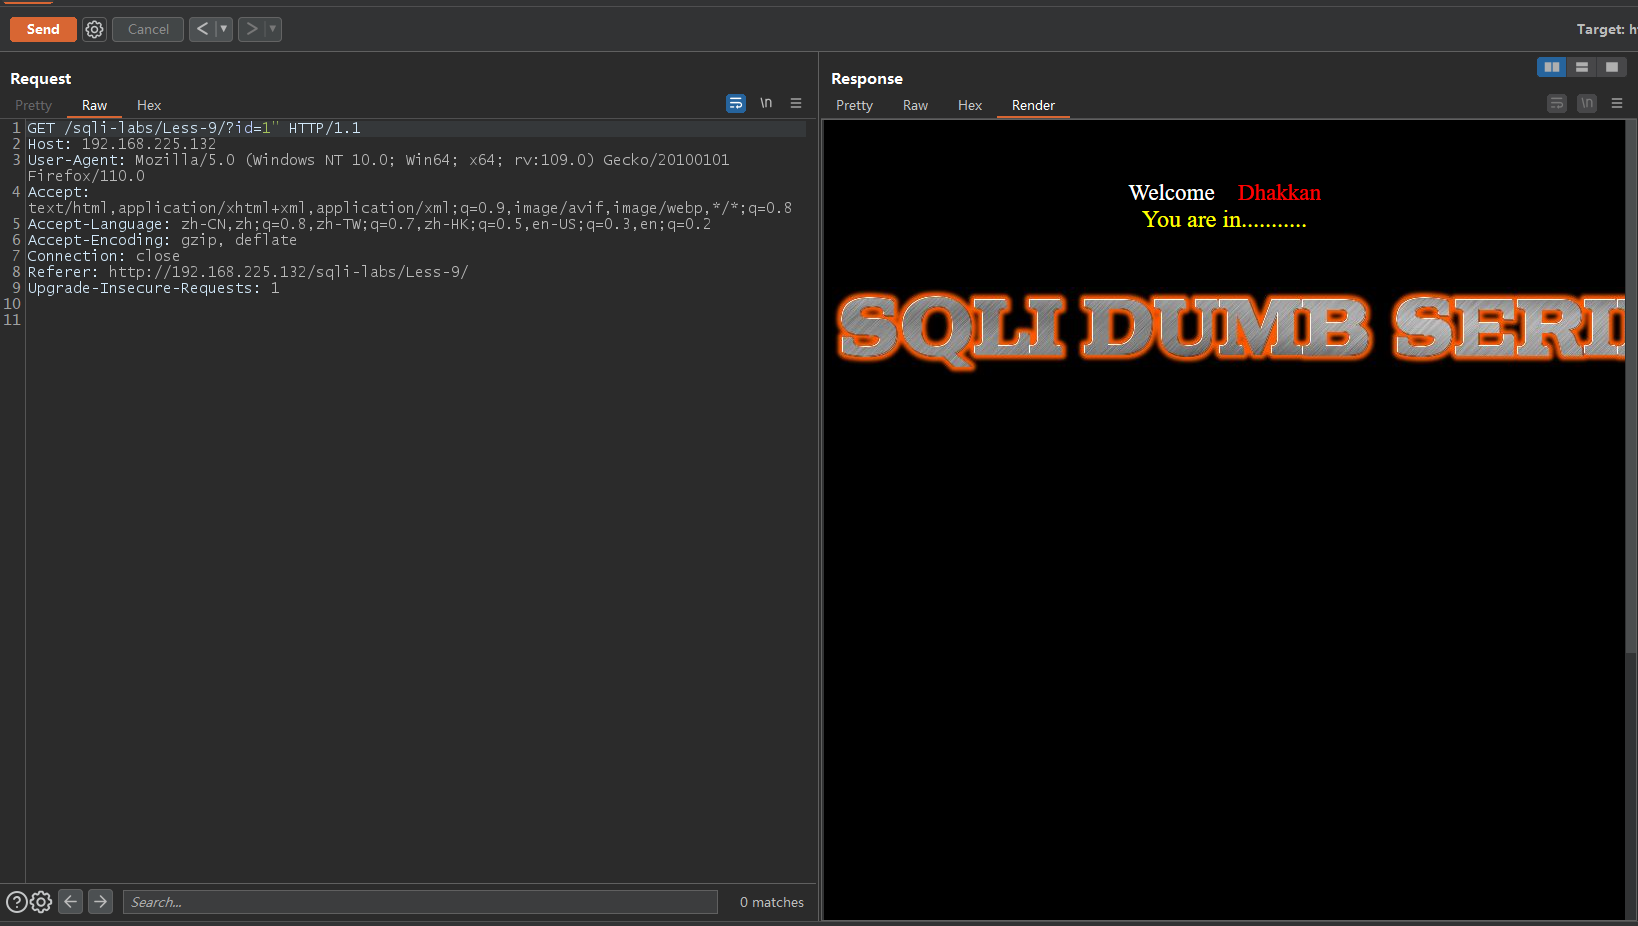 Send Cancel < > Target: h
Request
Pretty Raw Hex \n
1 GET /sqli-labs/Less-9/?id=1" HTTP/1.1
2 Host: 192.168.225.132
3 User-Agent: Mozilla/5.0 (Windows NT 10.0; Win64; x64; rv:109.0) Gecko/20100101
Firefox/110.0
4 Accept:
text/html,application/xhtml+xml,application/xml;q=0.9,image/avif,image/webp,*/*;q=0.8
5 Accept-Language: zh-CN,zh;q=0.8,zh-TW;q=0.7,zh-HK;q=0.5,en-US;q=0.3,en;q=0.2
6 Accept-Encoding: gzip, deflate
7 Connection: close
8 Referer: http://192.168.225.132/sqli-labs/Less-9/
9 Upgrade-Insecure-Requests: 1
10
11
Search... 0 matches
Response
Pretty Raw Hex Render \n
Welcome Dhakkan
You are in...........
SQLI DUMB SERI